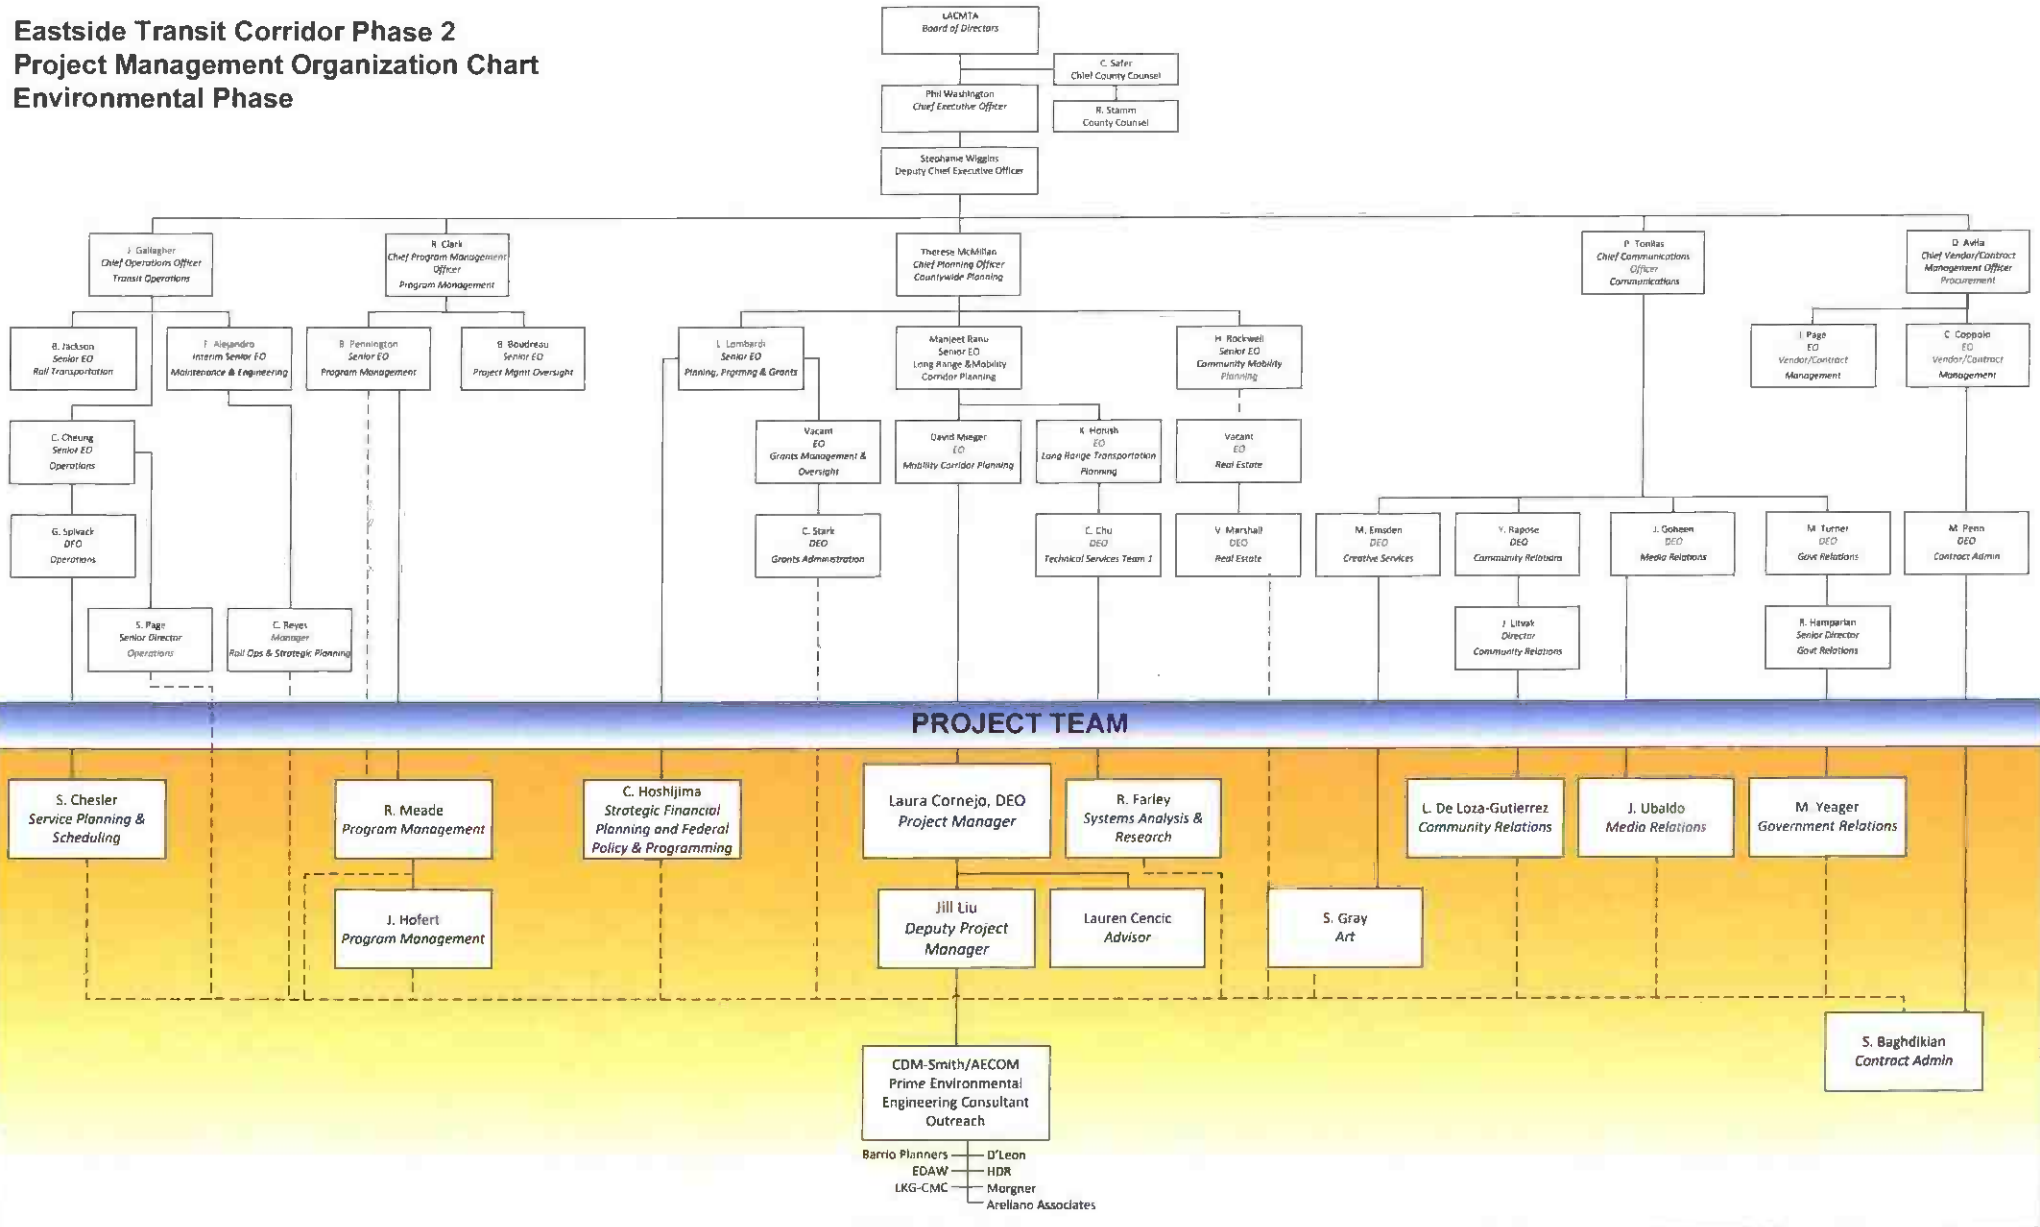 Eastside Transit Corridor Phase 2
Project Management Organization Chart
Environmental Phase
LACMTA
Board of Directors
C. Safer
Chief County Counsel
Phil Washington
Chief Executive Officer
R. Stamm
County Counsel
Stephanie Wiggins
Deputy Chief Executive Officer
J. Gallagher
Chief Operations Officer
Transit Operations
R. Clark
Chief Program Management
Officer
Program Management
Therese McMillan
Chief Planning Officer
Countywide Planning
P. Tonilas
Chief Communications
Officer
Communications
D. Avila
Chief Vendor/Contract
Management Officer
Procurement
B. Jackson
Senior EO
Rail Transportation
F. Alejandro
Interim Senior EO
Maintenance & Engineering
B. Pennington
Senior EO
Program Management
B. Boudreau
Senior EO
Project Mgmt Oversight
L. Lombardi
Senior EO
Planning, Prgrmng & Grants
Manjeet Ranu
Senior EO
Long Range &Mobility
Corridor Planning
H. Rockwell
Senior EO
Community Mobility
Planning
I. Page
EO
Vendor/Contract
Management
C. Coppolo
EO
Vendor/Contract
Management
C. Cheung
Senior EO
Operations
Vacant
EO
Grants Management &
Oversight
David Mieger
EO
Mobility Corridor Planning
K. Horush
EO
Long Range Transportation
Planning
Vacant
EO
Real Estate
G. Spivack
DEO
Operations
C. Stark
DEO
Grants Administration
C. Chu
DEO
Technical Services Team 1
V. Marshall
DEO
Real Estate
M. Emsden
DEO
Creative Services
Y. Rapose
DEO
Community Relations
J. Goheen
DEO
Media Relations
M. Turner
DEO
Govt Relations
M. Penn
DEO
Contract Admin
S. Page
Senior Director
Operations
C. Reyes
Manager
Rail Ops & Strategic Planning
J. Litvak
Director
Community Relations
R. Hamparian
Senior Director
Govt Relations
PROJECT TEAM
S. Chesler
Service Planning &
Scheduling
R. Meade
Program Management
C. Hoshijima
Strategic Financial
Planning and Federal
Policy & Programming
Laura Cornejo, DEO
Project Manager
R. Farley
Systems Analysis &
Research
L. De Loza-Gutierrez
Community Relations
J. Ubaldo
Media Relations
M. Yeager
Government Relations
J. Hofert
Program Management
Jill Liu
Deputy Project
Manager
Lauren Cencic
Advisor
S. Gray
Art
S. Baghdikian
Contract Admin
CDM-Smith/AECOM
Prime Environmental
Engineering Consultant
Outreach
Barrio Planners
D'Leon
EDAW
HDR
LKG-CMC
Morgner
Arellano Associates